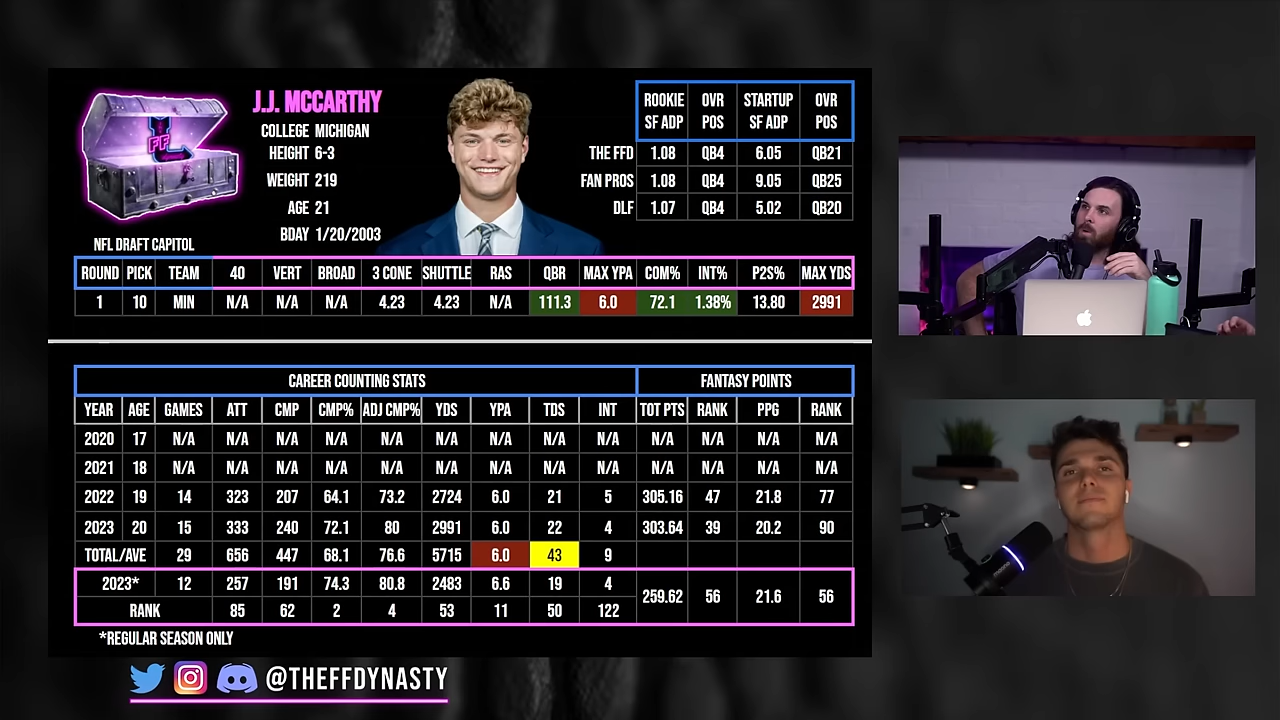 J.J. MCCARTHY
COLLEGE MICHIGAN
HEIGHT 6-3
WEIGHT 219
AGE 21
BDAY 1/20/2003
FF
ROOKIE SF ADP OVR POS STARTUP SF ADP OVR POS
THE FFD 1.08 QB4 6.05 QB21
FAN PROS 1.08 QB4 9.05 QB25
DLF 1.07 QB4 5.02 QB20
NFL DRAFT CAPITOL
ROUND PICK TEAM 40 VERT BROAD 3 CONE SHUTTLE RAS QBR MAX YPA COM% INT% P2S% MAX YDS
1 10 MIN N/A N/A N/A 4.23 4.23 N/A 111.3 6.0 72.1 1.38% 13.80 2991
CAREER COUNTING STATS FANTASY POINTS
YEAR AGE GAMES ATT CMP CMP% ADJ CMP% YDS YPA TDS INT TOT PTS RANK PPG RANK
2020 17 N/A N/A N/A N/A N/A N/A N/A N/A N/A N/A N/A N/A N/A
2021 18 N/A N/A N/A N/A N/A N/A N/A N/A N/A N/A N/A N/A N/A
2022 19 14 323 207 64.1 73.2 2724 6.0 21 5 305.16 47 21.8 77
2023 20 15 333 240 72.1 80 2991 6.0 22 4 303.64 39 20.2 90
TOTAL/AVE 29 656 447 68.1 76.6 5715 6.0 43 9
2023* 12 257 191 74.3 80.8 2483 6.6 19 4 259.62 56 21.6 56
RANK 85 62 2 4 53 11 50 122
*REGULAR SEASON ONLY
@THEFFDYNASTY